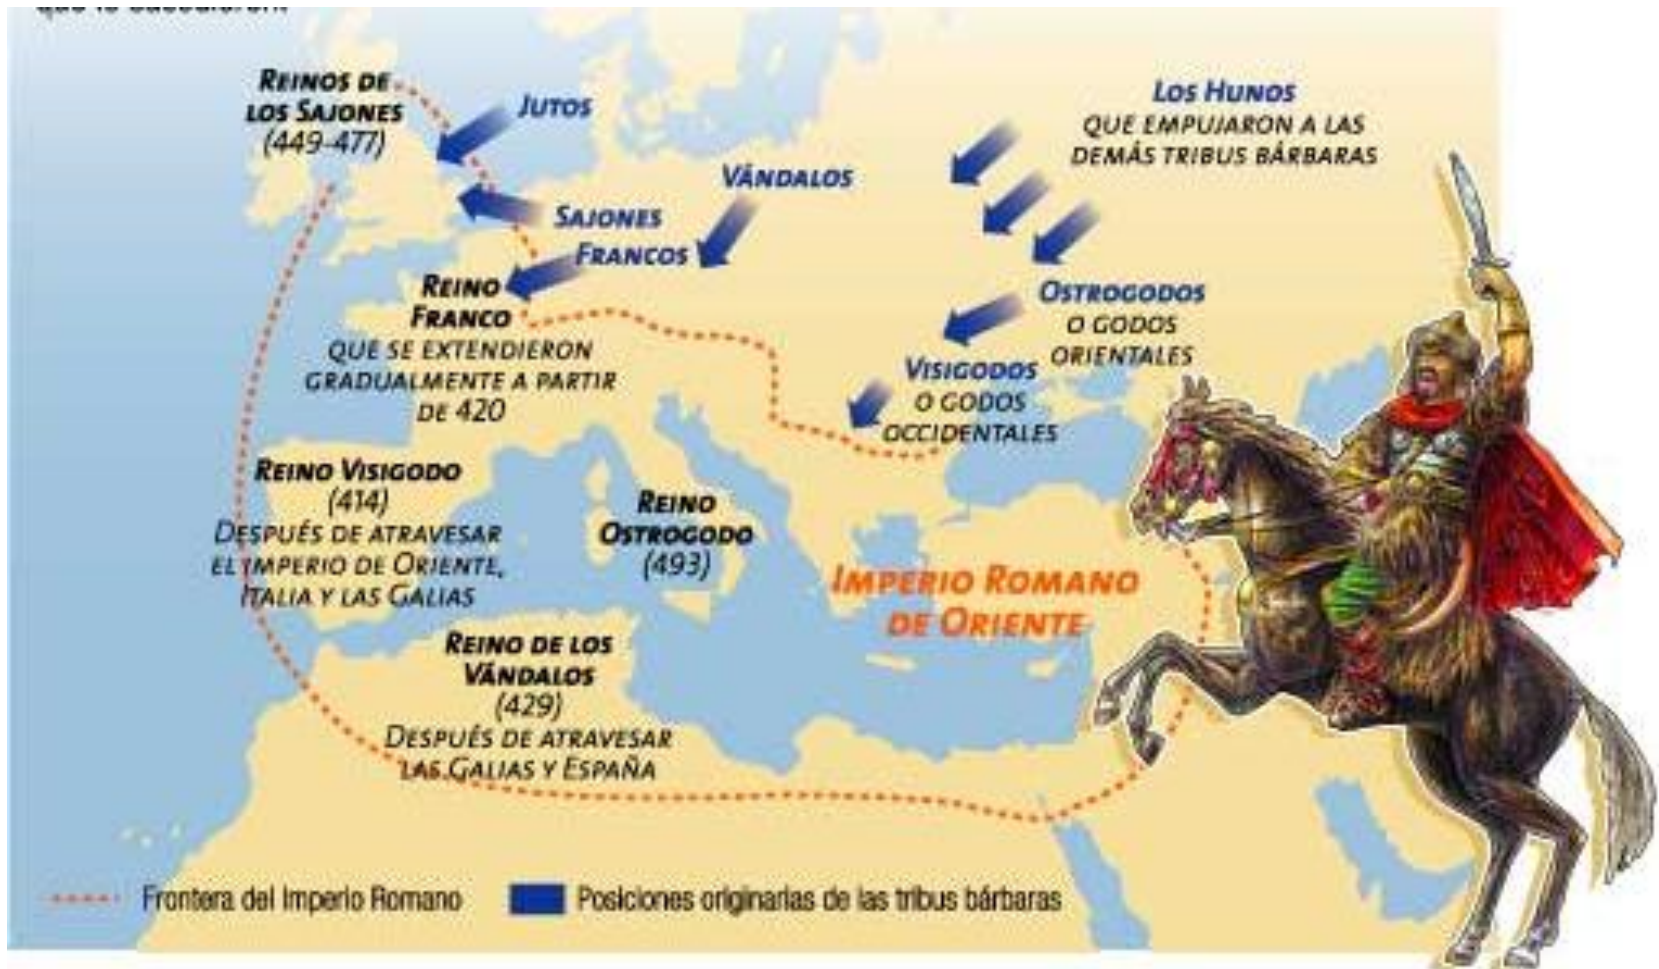 REINOS DE
LOS SAJONES
(449-477)
JUTOS
LOS HUNOS
QUE EMPUJARON A LAS
DEMÁS TRIBUS BÁRBARAS
VÁNDALOS
SAJONES
FRANCOS
REINO
FRANCO
QUE SE EXTENDIERON
GRADUALMENTE A PARTIR
DE 420
OSTROGODOS
O GODOS
ORIENTALES
VISIGODOS
O GODOS
OCCIDENTALES
REINO VISIGODO
(414)
DESPUÉS DE ATRAVESAR
EL IMPERIO DE ORIENTE,
ITALIA Y LAS GALIAS
REINO
OSTROGODO
(493)
IMPERIO ROMANO
DE ORIENTE
REINO DE LOS
VÁNDALOS
(429)
DESPUÉS DE ATRAVESAR
LAS GALIAS Y ESPAÑA
Frontera del Imperio Romano
Posiciones originarias de las tribus bárbaras